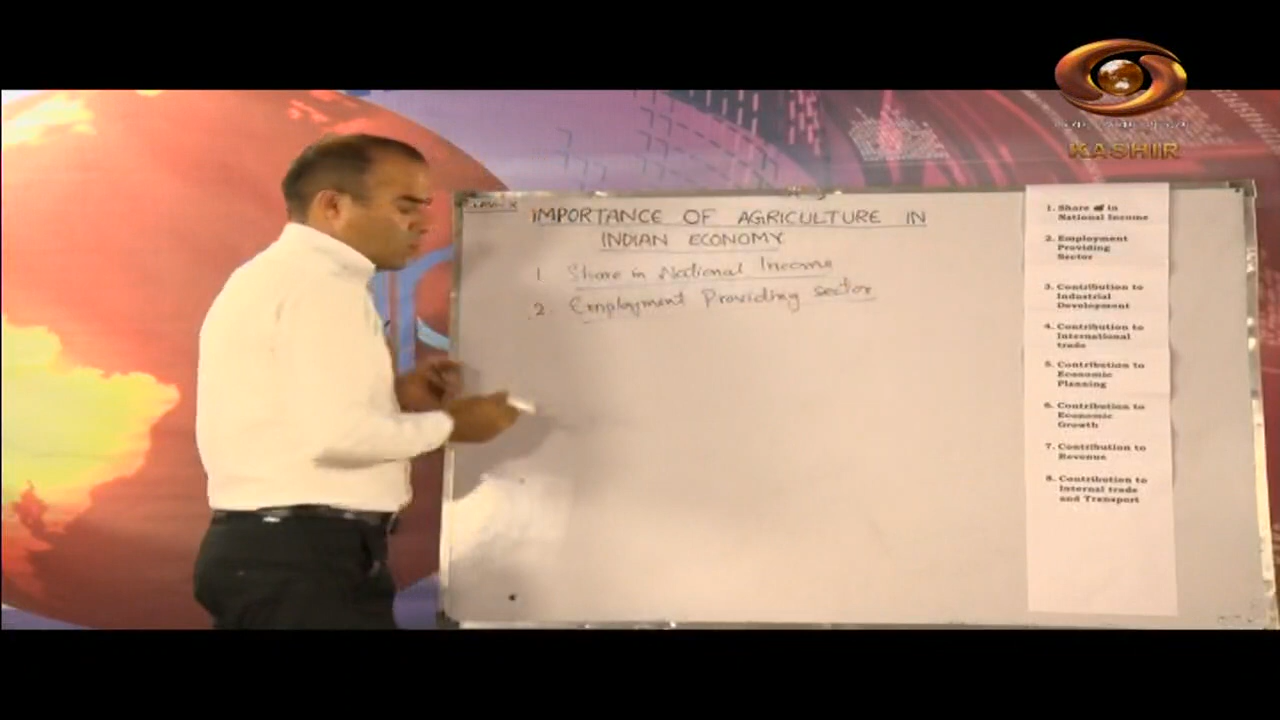 KASHIR
IMPORTANCE OF AGRICULTURE IN
INDIAN ECONOMY
1 Share in National Income
2. Employment Providing sector
1. Share in
National Income
2. Employment
Providing
Sector
3. Contribution to
Industrial
Development
4. Contribution to
International
trade
5. Contribution to
Economic
Planning
6. Contribution to
Economic
Growth
7. Contribution to
Revenue
8. Contribution to
Internal trade
and Transport